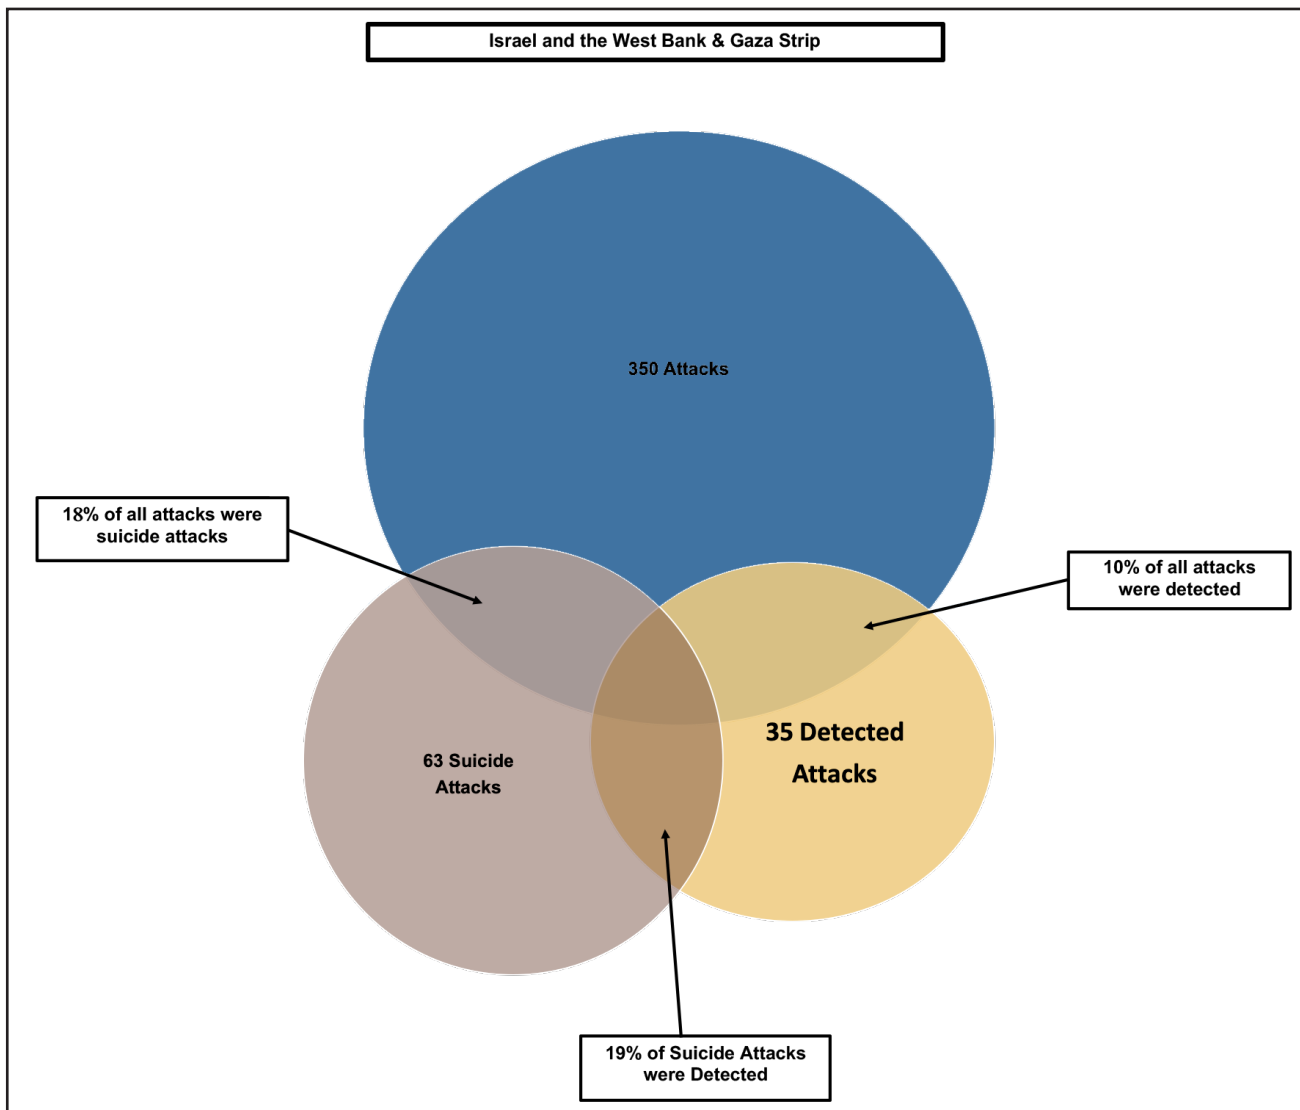 Israel and the West Bank & Gaza Strip
350 Attacks
18% of all attacks were
suicide attacks
10% of all attacks
were detected
35 Detected
Attacks
63 Suicide
Attacks
19% of Suicide Attacks
were Detected